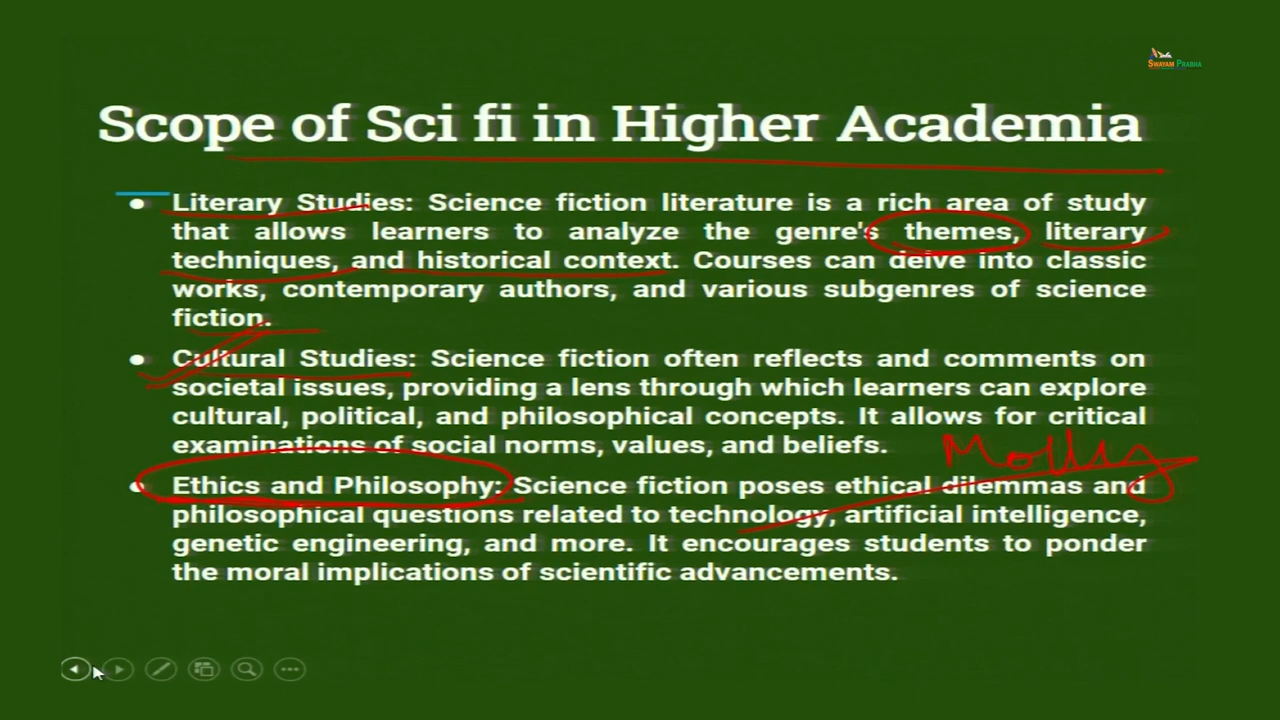 SWAYAM PRABHA
Scope of Sci fi in Higher Academia
● Literary Studies: Science fiction literature is a rich area of study
that allows learners to analyze the genre's themes, literary
techniques, and historical context. Courses can delve into classic
works, contemporary authors, and various subgenres of science
fiction.
● Cultural Studies: Science fiction often reflects and comments on
societal issues, providing a lens through which learners can explore
cultural, political, and philosophical concepts. It allows for critical
examinations of social norms, values, and beliefs.
Molly
● Ethics and Philosophy: Science fiction poses ethical dilemmas and
philosophical questions related to technology, artificial intelligence,
genetic engineering, and more. It encourages students to ponder
the moral implications of scientific advancements.